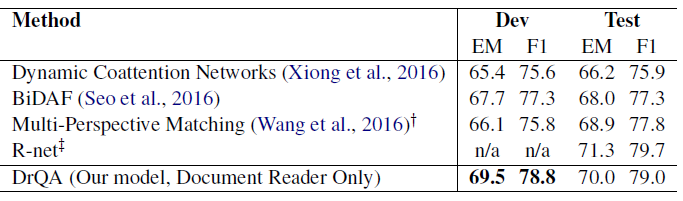 Method Dev Test
EM F1 EM F1
Dynamic Coattention Networks (Xiong et al., 2016) 65.4 75.6 66.2 75.9
BiDAF (Seo et al., 2016) 67.7 77.3 68.0 77.3
Multi-Perspective Matching (Wang et al., 2016)† 66.1 75.8 68.9 77.8
R-net‡ n/a n/a 71.3 79.7
DrQA (Our model, Document Reader Only) 69.5 78.8 70.0 79.0